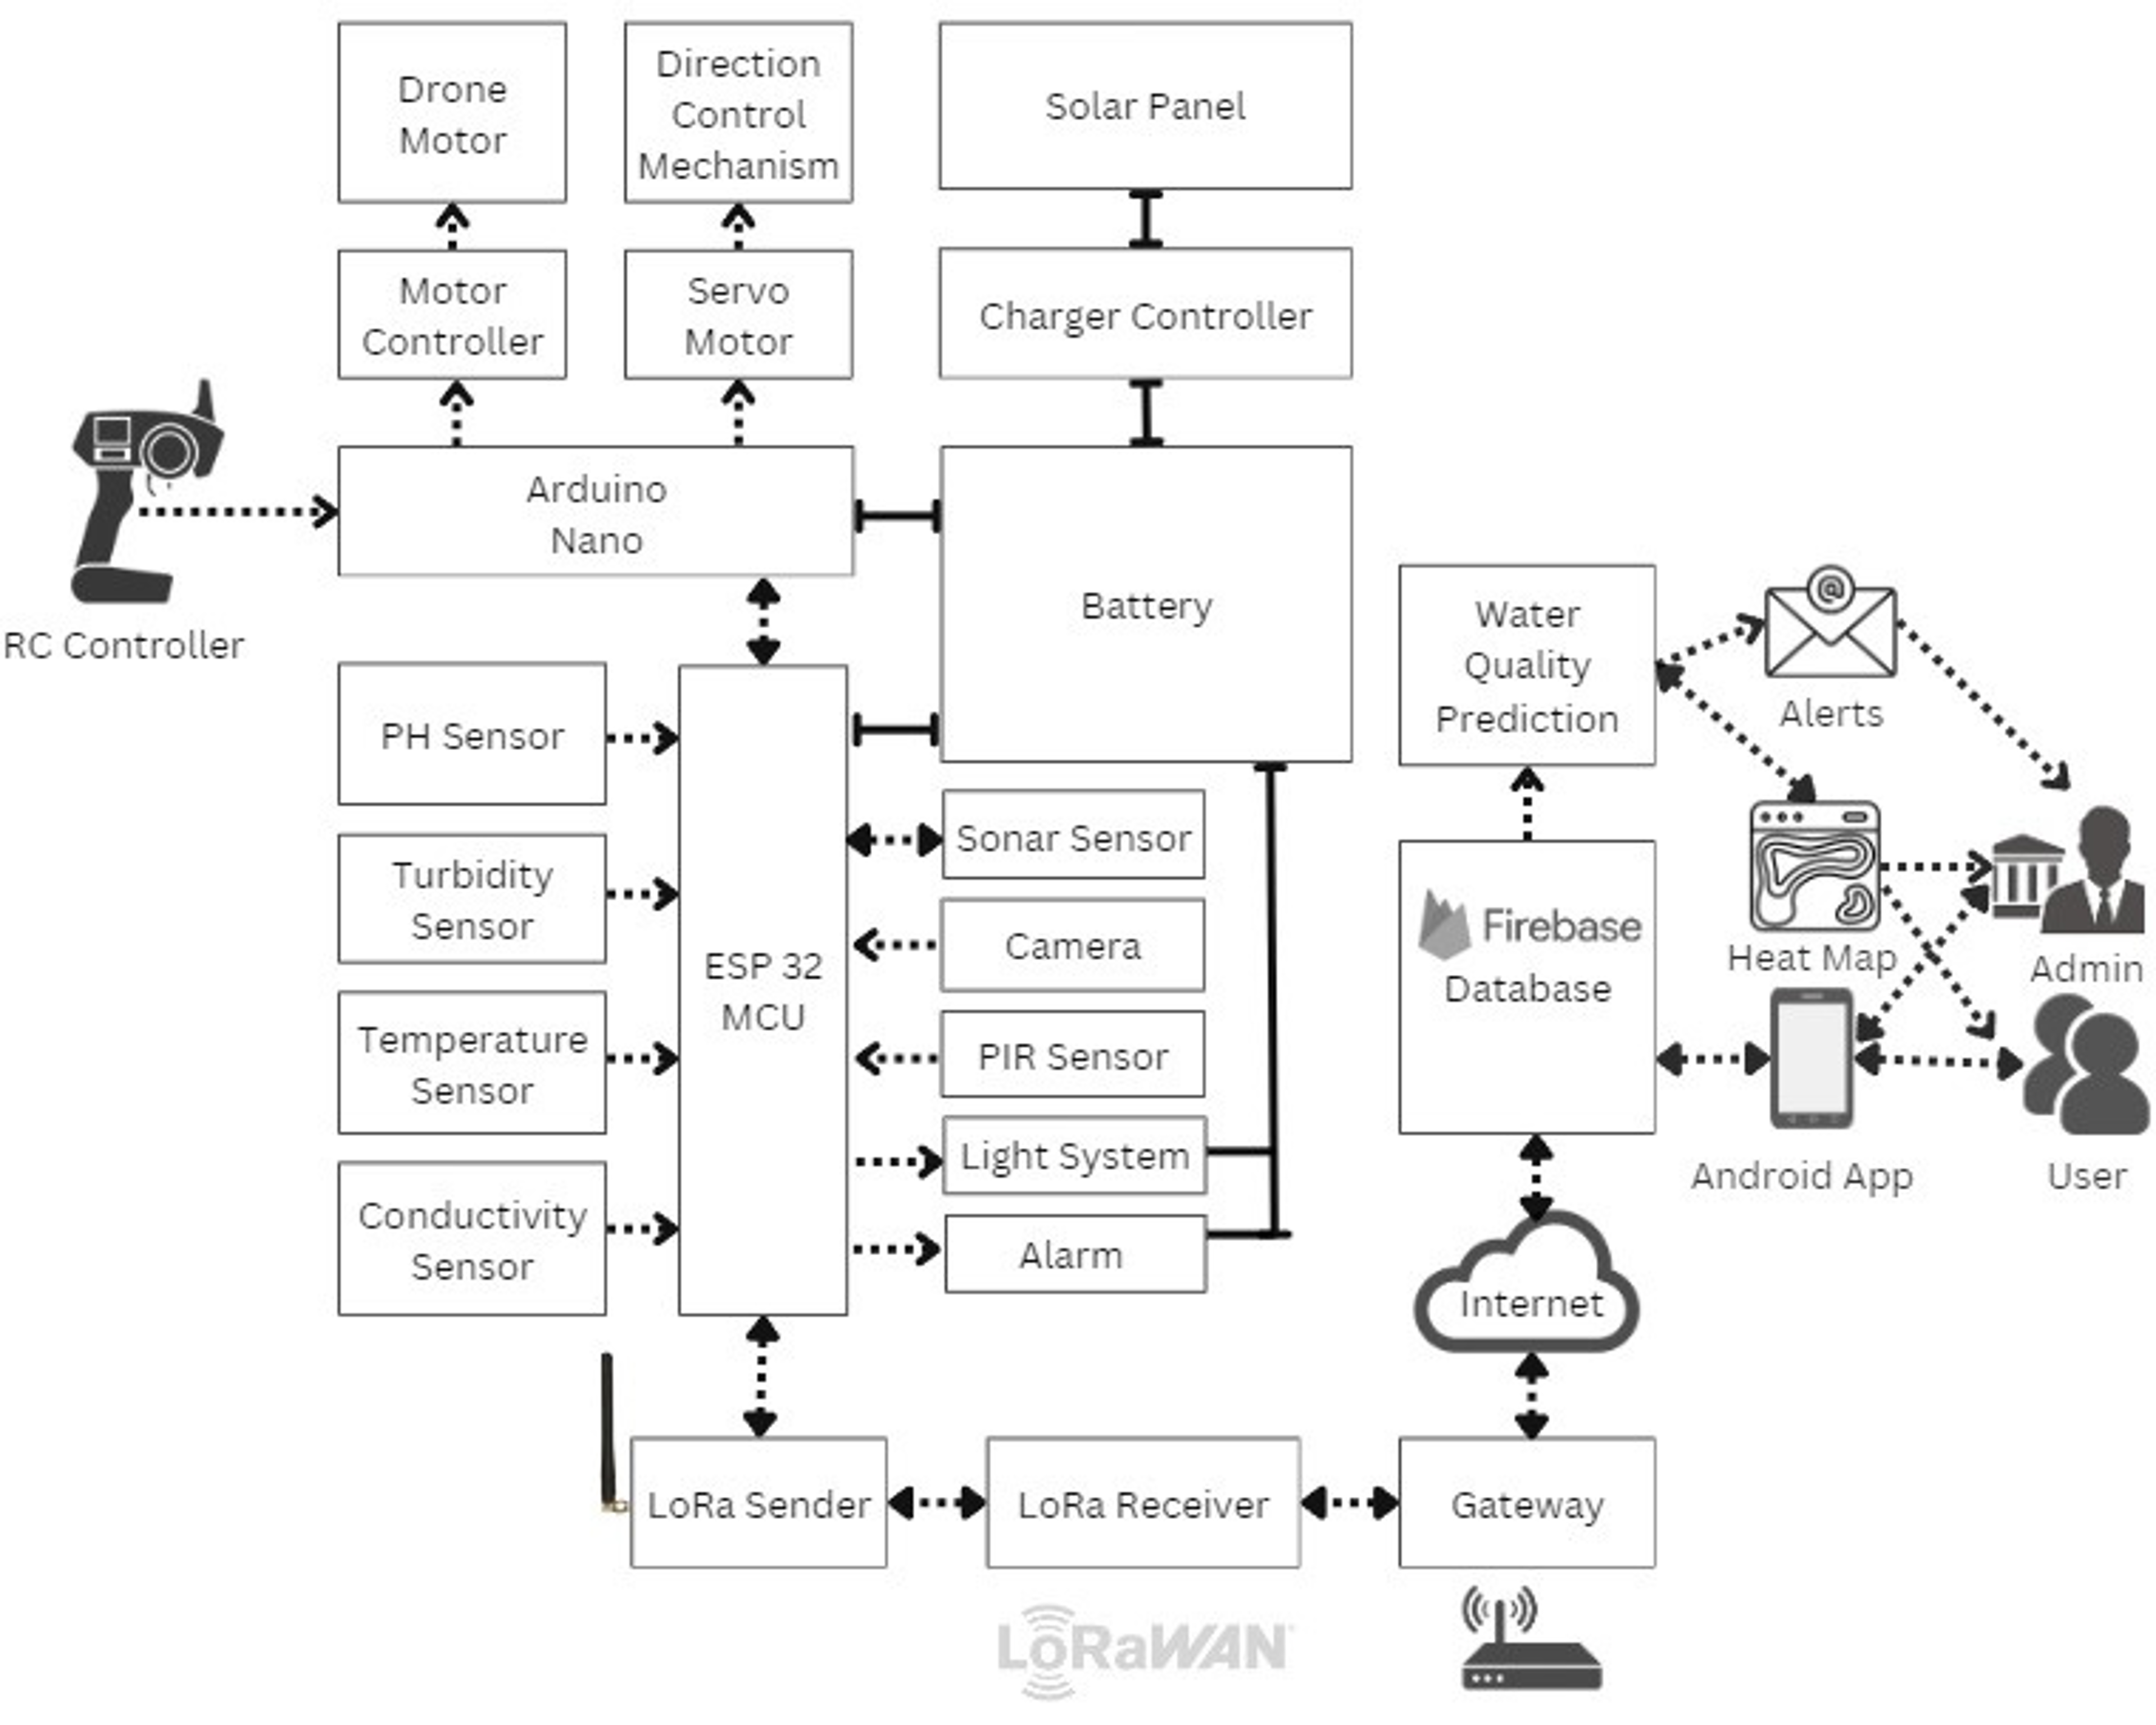 Drone
Motor
Direction
Control
Mechanism
Solar Panel
Motor
Controller
Servo
Motor
Charger Controller
RC Controller
Arduino
Nano
Battery
Water
Quality
Prediction
@
Alerts
PH Sensor
Turbidity
Sensor
Temperature
Sensor
Conductivity
Sensor
ESP 32
MCU
Sonar Sensor
Camera
PIR Sensor
Light System
Alarm
Firebase
Database
Heat Map
Admin
Android App
User
Internet
LoRa Sender
LoRa Receiver
Gateway
LoRaWAN